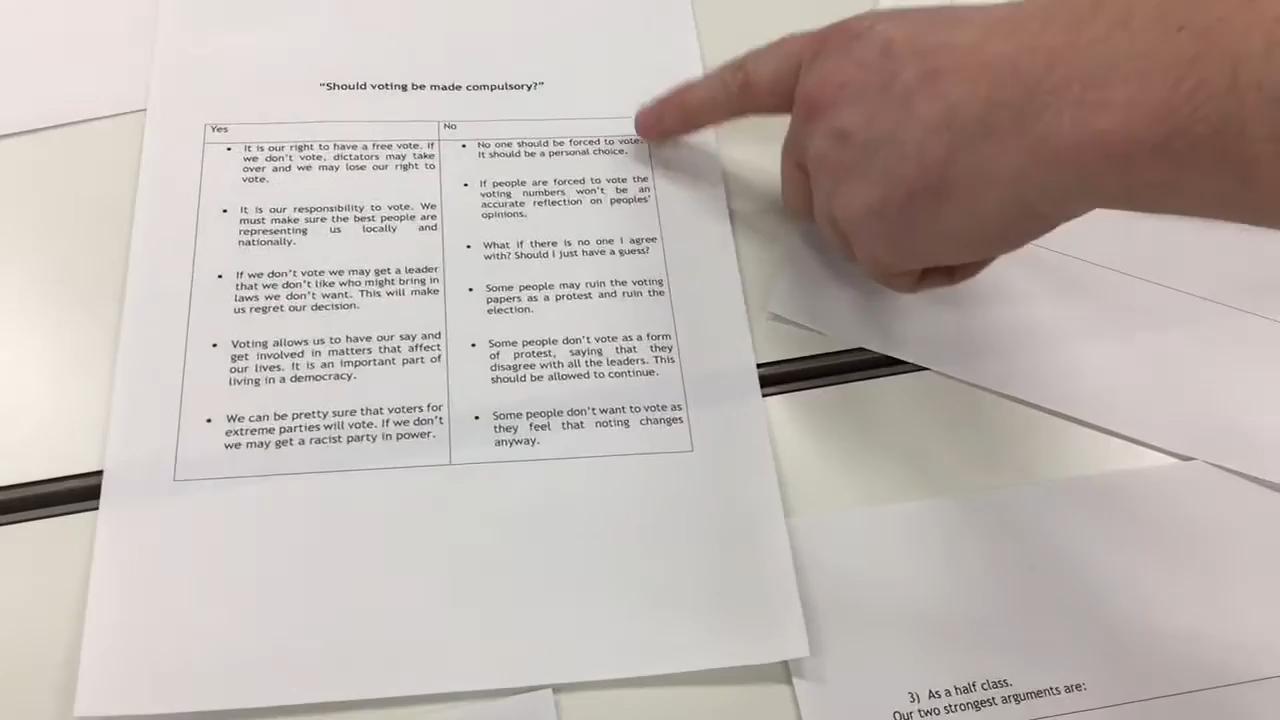 "Should voting be made compulsory?"
Yes
• It is our right to have a free vote. If
we don't vote, dictators may take
over and we may lose our right to
vote.
• It is our responsibility to vote. We
must make sure the best people are
representing us locally and
nationally.
• If we don't vote we may get a leader
that we don't like who might bring in
laws we don't want. This will make
us regret our decision.
• Voting allows us to have our say and
get involved in matters that affect
our lives. It is an important part of
living in a democracy.
• We can be pretty sure that voters for
extreme parties will vote. If we don't
we may get a racist party in power.
No
• No one should be forced to vote.
It should be a personal choice.
• If people are forced to vote the
voting numbers won't be an
accurate reflection on peoples'
opinions.
• What if there is no one I agree
with? Should I just have a guess?
• Some people may ruin the voting
papers as a protest and ruin the
election.
• Some people don't vote as a form
of protest, saying that they
disagree with all the leaders. This
should be allowed to continue.
• Some people don't want to vote as
they feel that noting changes
anyway.
3) As a half class.
Our two strongest arguments are: